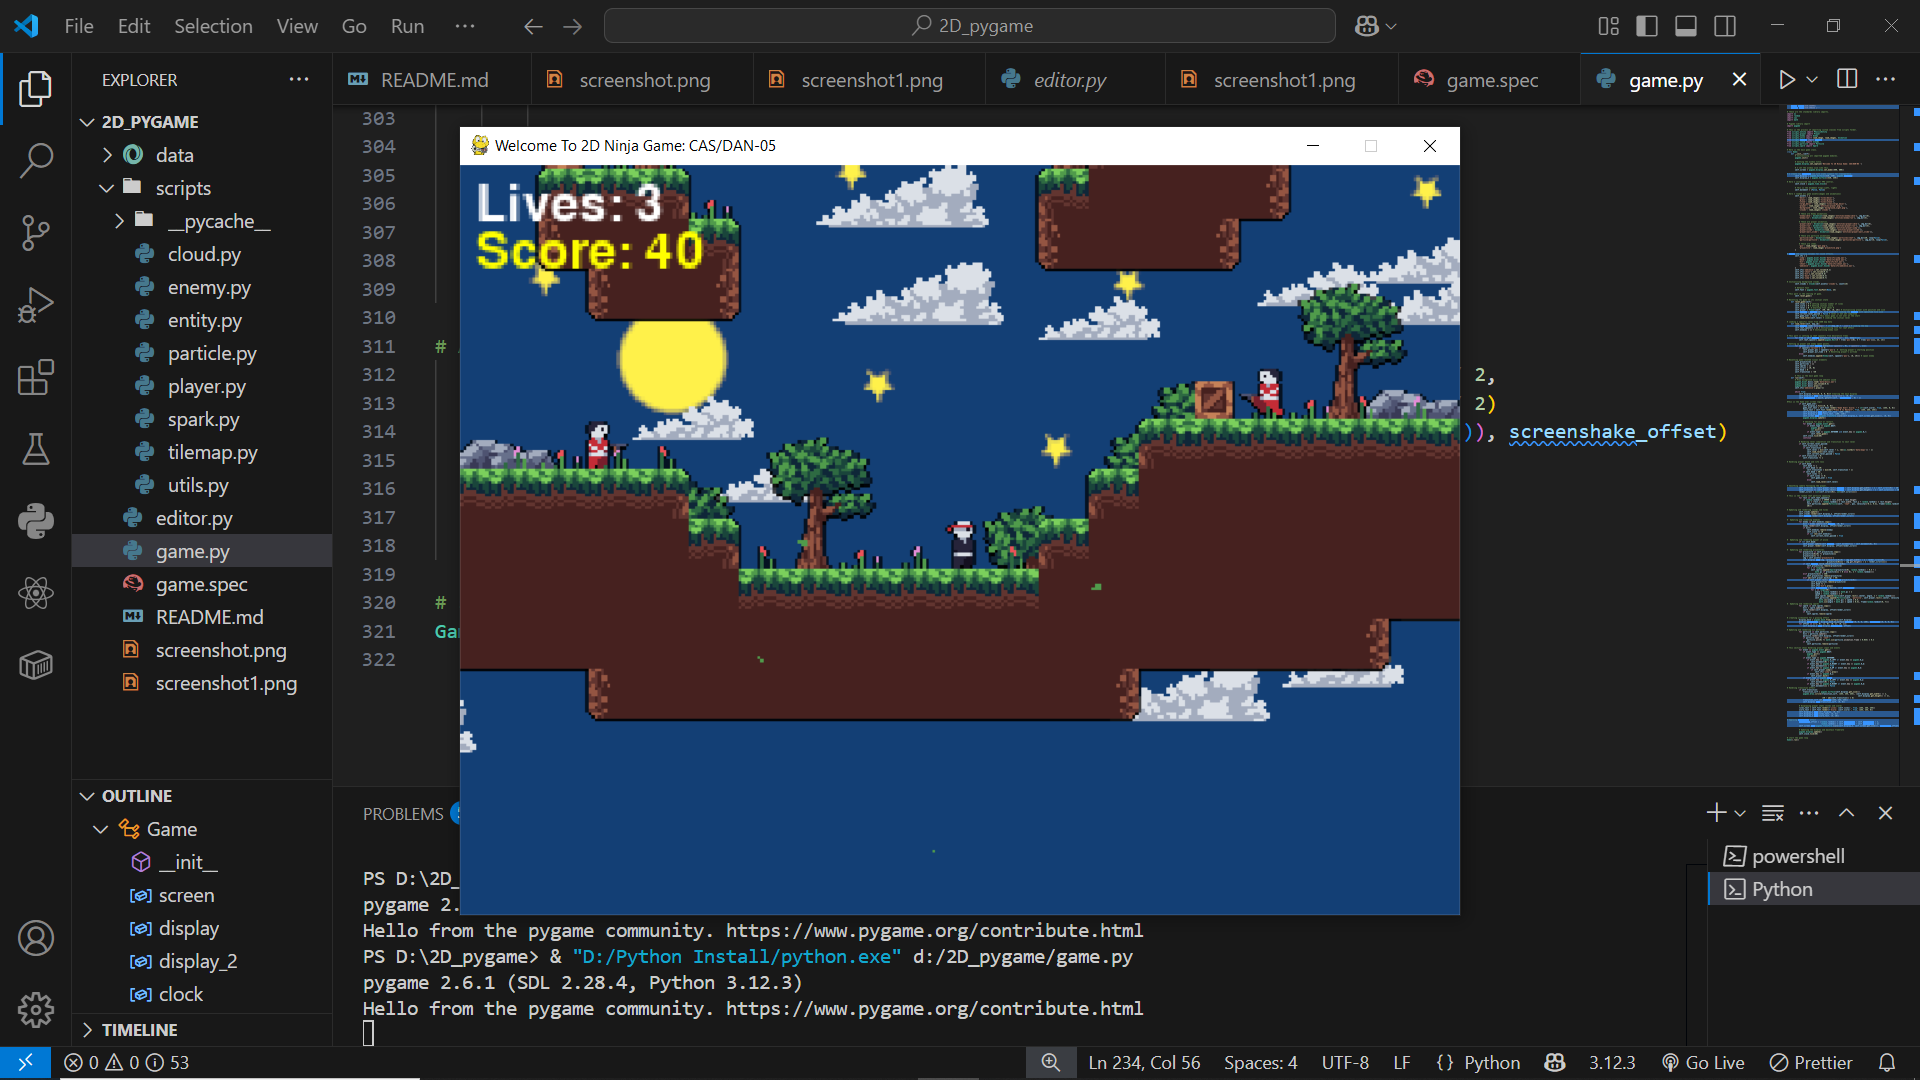 File Edit Selection View Go Run ··· 2D_pygame
EXPLORER ···
README.md screenshot.png screenshot1.png editor.py screenshot1.png game.spec game.py
2D_PYGAME
data
scripts
__pycache__
cloud.py
enemy.py
entity.py
particle.py
player.py
spark.py
tilemap.py
utils.py
editor.py
game.py
game.spec
README.md
screenshot.png
screenshot1.png
OUTLINE
Game
__init__
screen
display
display_2
clock
TIMELINE
303
304
305
306
307
308
309
310
311 #
312 2,
313 2)
314 )), screenshake_offset)
315
316
317
318
319
320 #
321 Ga
322
Welcome To 2D Ninja Game: CAS/DAN-05
Lives: 3
Score: 40
PROBLEMS
PS D:\2D_
pygame 2.
Hello from the pygame community. https://www.pygame.org/contribute.html
PS D:\2D_pygame> & "D:/Python Install/python.exe" d:/2D_pygame/game.py
pygame 2.6.1 (SDL 2.28.4, Python 3.12.3)
Hello from the pygame community. https://www.pygame.org/contribute.html
powershell
Python
0 0 53 Ln 234, Col 56 Spaces: 4 UTF-8 LF {} Python 3.12.3 Go Live Prettier